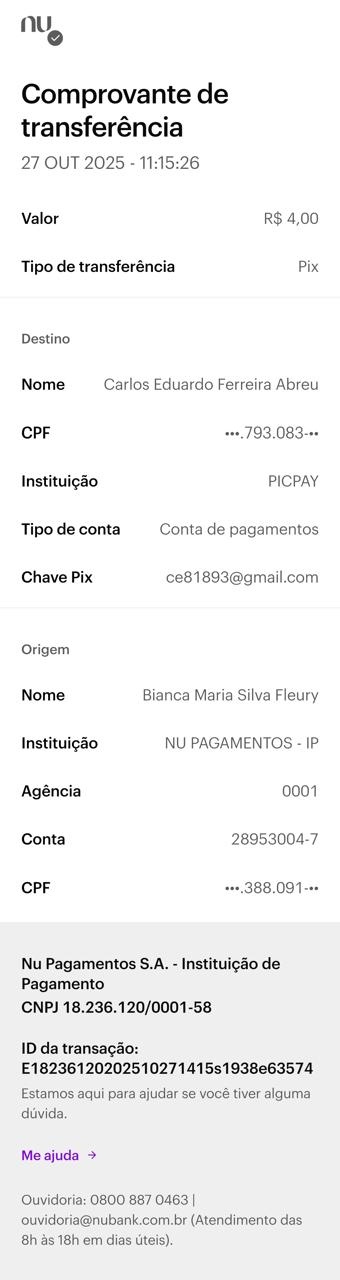 nu
Comprovante de
transferência
27 OUT 2025 - 11:15:26
Valor R$ 4,00
Tipo de transferência Pix
Destino
Nome Carlos Eduardo Ferreira Abreu
CPF •••.793.083-••
Instituição PICPAY
Tipo de conta Conta de pagamentos
Chave Pix ce81893@gmail.com
Origem
Nome Bianca Maria Silva Fleury
Instituição NU PAGAMENTOS - IP
Agência 0001
Conta 28953004-7
CPF •••.388.091-••
Nu Pagamentos S.A. - Instituição de
Pagamento
CNPJ 18.236.120/0001-58
ID da transação:
E18236120202510271415s1938e63574
Estamos aqui para ajudar se você tiver alguma
dúvida.
Me ajuda →
Ouvidoria: 0800 887 0463 |
ouvidoria@nubank.com.br (Atendimento das
8h às 18h em dias úteis).